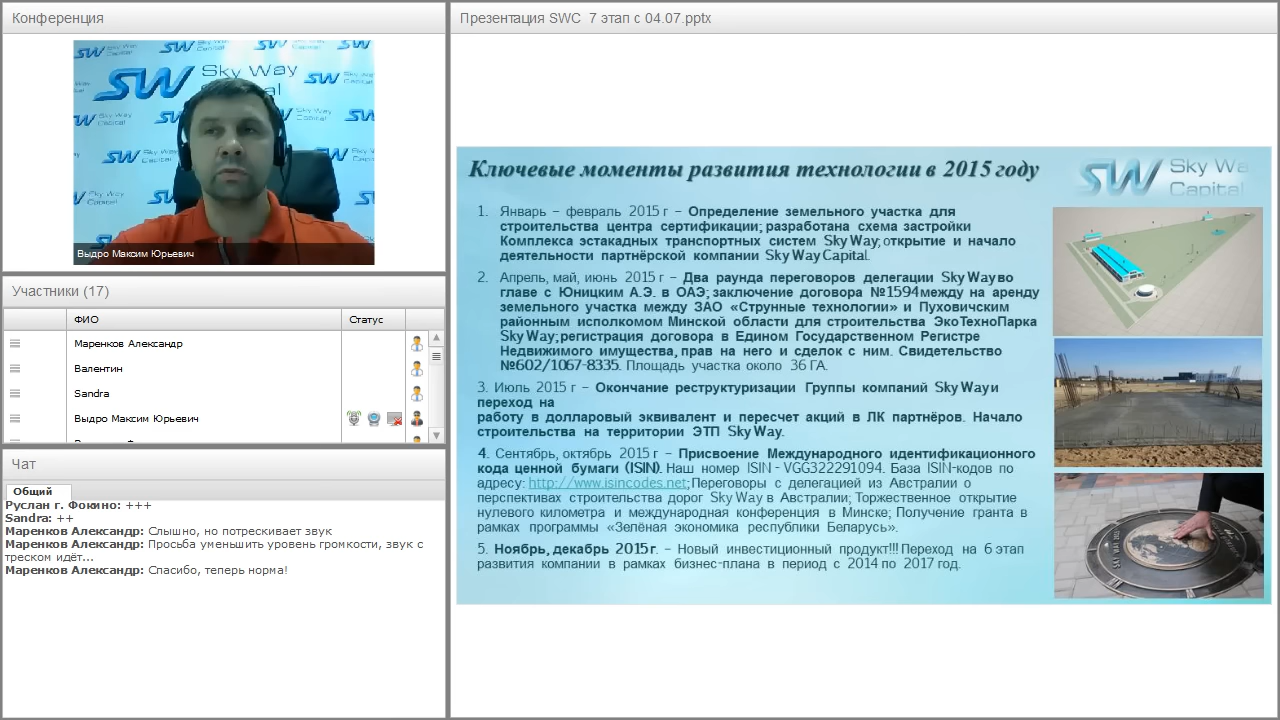 Конференция
SW Sky Way Capital
Выдро Максим Юрьевич
Участники (17)
ФИО
Статус
Маренков Александр
Валентин
Sandra
Выдро Максим Юрьевич
Чат
Общий
Руслан г. Фокино: +++
Sandra: ++
Маренков Александр: Слышно, но потрескивает звук
Маренков Александр: Просьба уменьшить уровень громкости, звук с
треском идёт...
Маренков Александр: Спасибо, теперь норма!
Презентация SWC 7 этап с 04.07.pptx
Ключевые моменты развития технологии в 2015 году
SW Sky Wa
Capital
1. Январь – февраль 2015 г – Определение земельного участка для
строительства центра сертификации; разработана схема застройки
Комплекса эстакадных транспортных систем Sky Way; открытие и начало
деятельности партнёрской компании Sky Way Capital.
2. Апрель, май, июнь 2015 г – Два раунда переговоров делегации Sky Way во
главе с Юницким А.Э. в ОАЭ; заключение договора №1594 между на аренду
земельного участка между ЗАО «Струнные технологии» и Пуховичским
районным исполкомом Минской области для строительства ЭкоТехноПарка
Sky Way; регистрация договора в Едином Государственном Регистре
Недвижимого имущества, прав на него и сделок с ним. Свидетельство
№602/1067-8335. Площадь участка около 36 ГА.
3. Июль 2015 г – Окончание реструктуризации Группы компаний Sky Way и
переход на
работу в долларовый эквивалент и пересчет акций в ЛК партнёров. Начало
строительства на территории ЭТП Sky Way.
4. Сентябрь, октябрь 2015 г – Присвоение Международного идентификационного
кода ценной бумаги (ISIN). Наш номер ISIN - VGG322291094. База ISIN-кодов по
адресу: http://www.isincodes.net; Переговоры с делегацией из Австралии о
перспективах строительства дорог Sky Way в Австралии; Торжественное открытие
нулевого километра и международная конференция в Минске; Получение гранта в
рамках программы «Зелёная экономика республики Беларусь».
5. Ноябрь, декабрь 2015 г. – Новый инвестиционный продукт!!! Переход на 6 этап
развития компании в рамках бизнес-плана в период с 2014 по 2017 год.